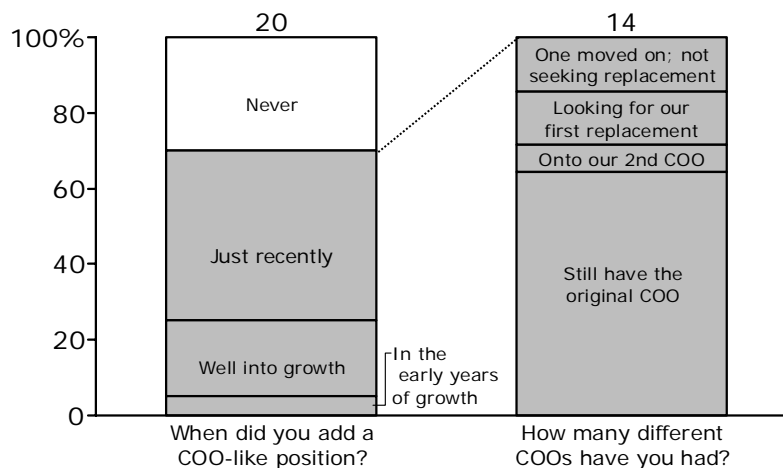 20
14
100%
80
60
40
20
0
Never
Just recently
Well into growth
In the
early years
of growth
One moved on; not
seeking replacement
Looking for our
first replacement
Onto our 2nd COO
Still have the
original COO
When did you add a
COO-like position?
How many different
COOs have you had?